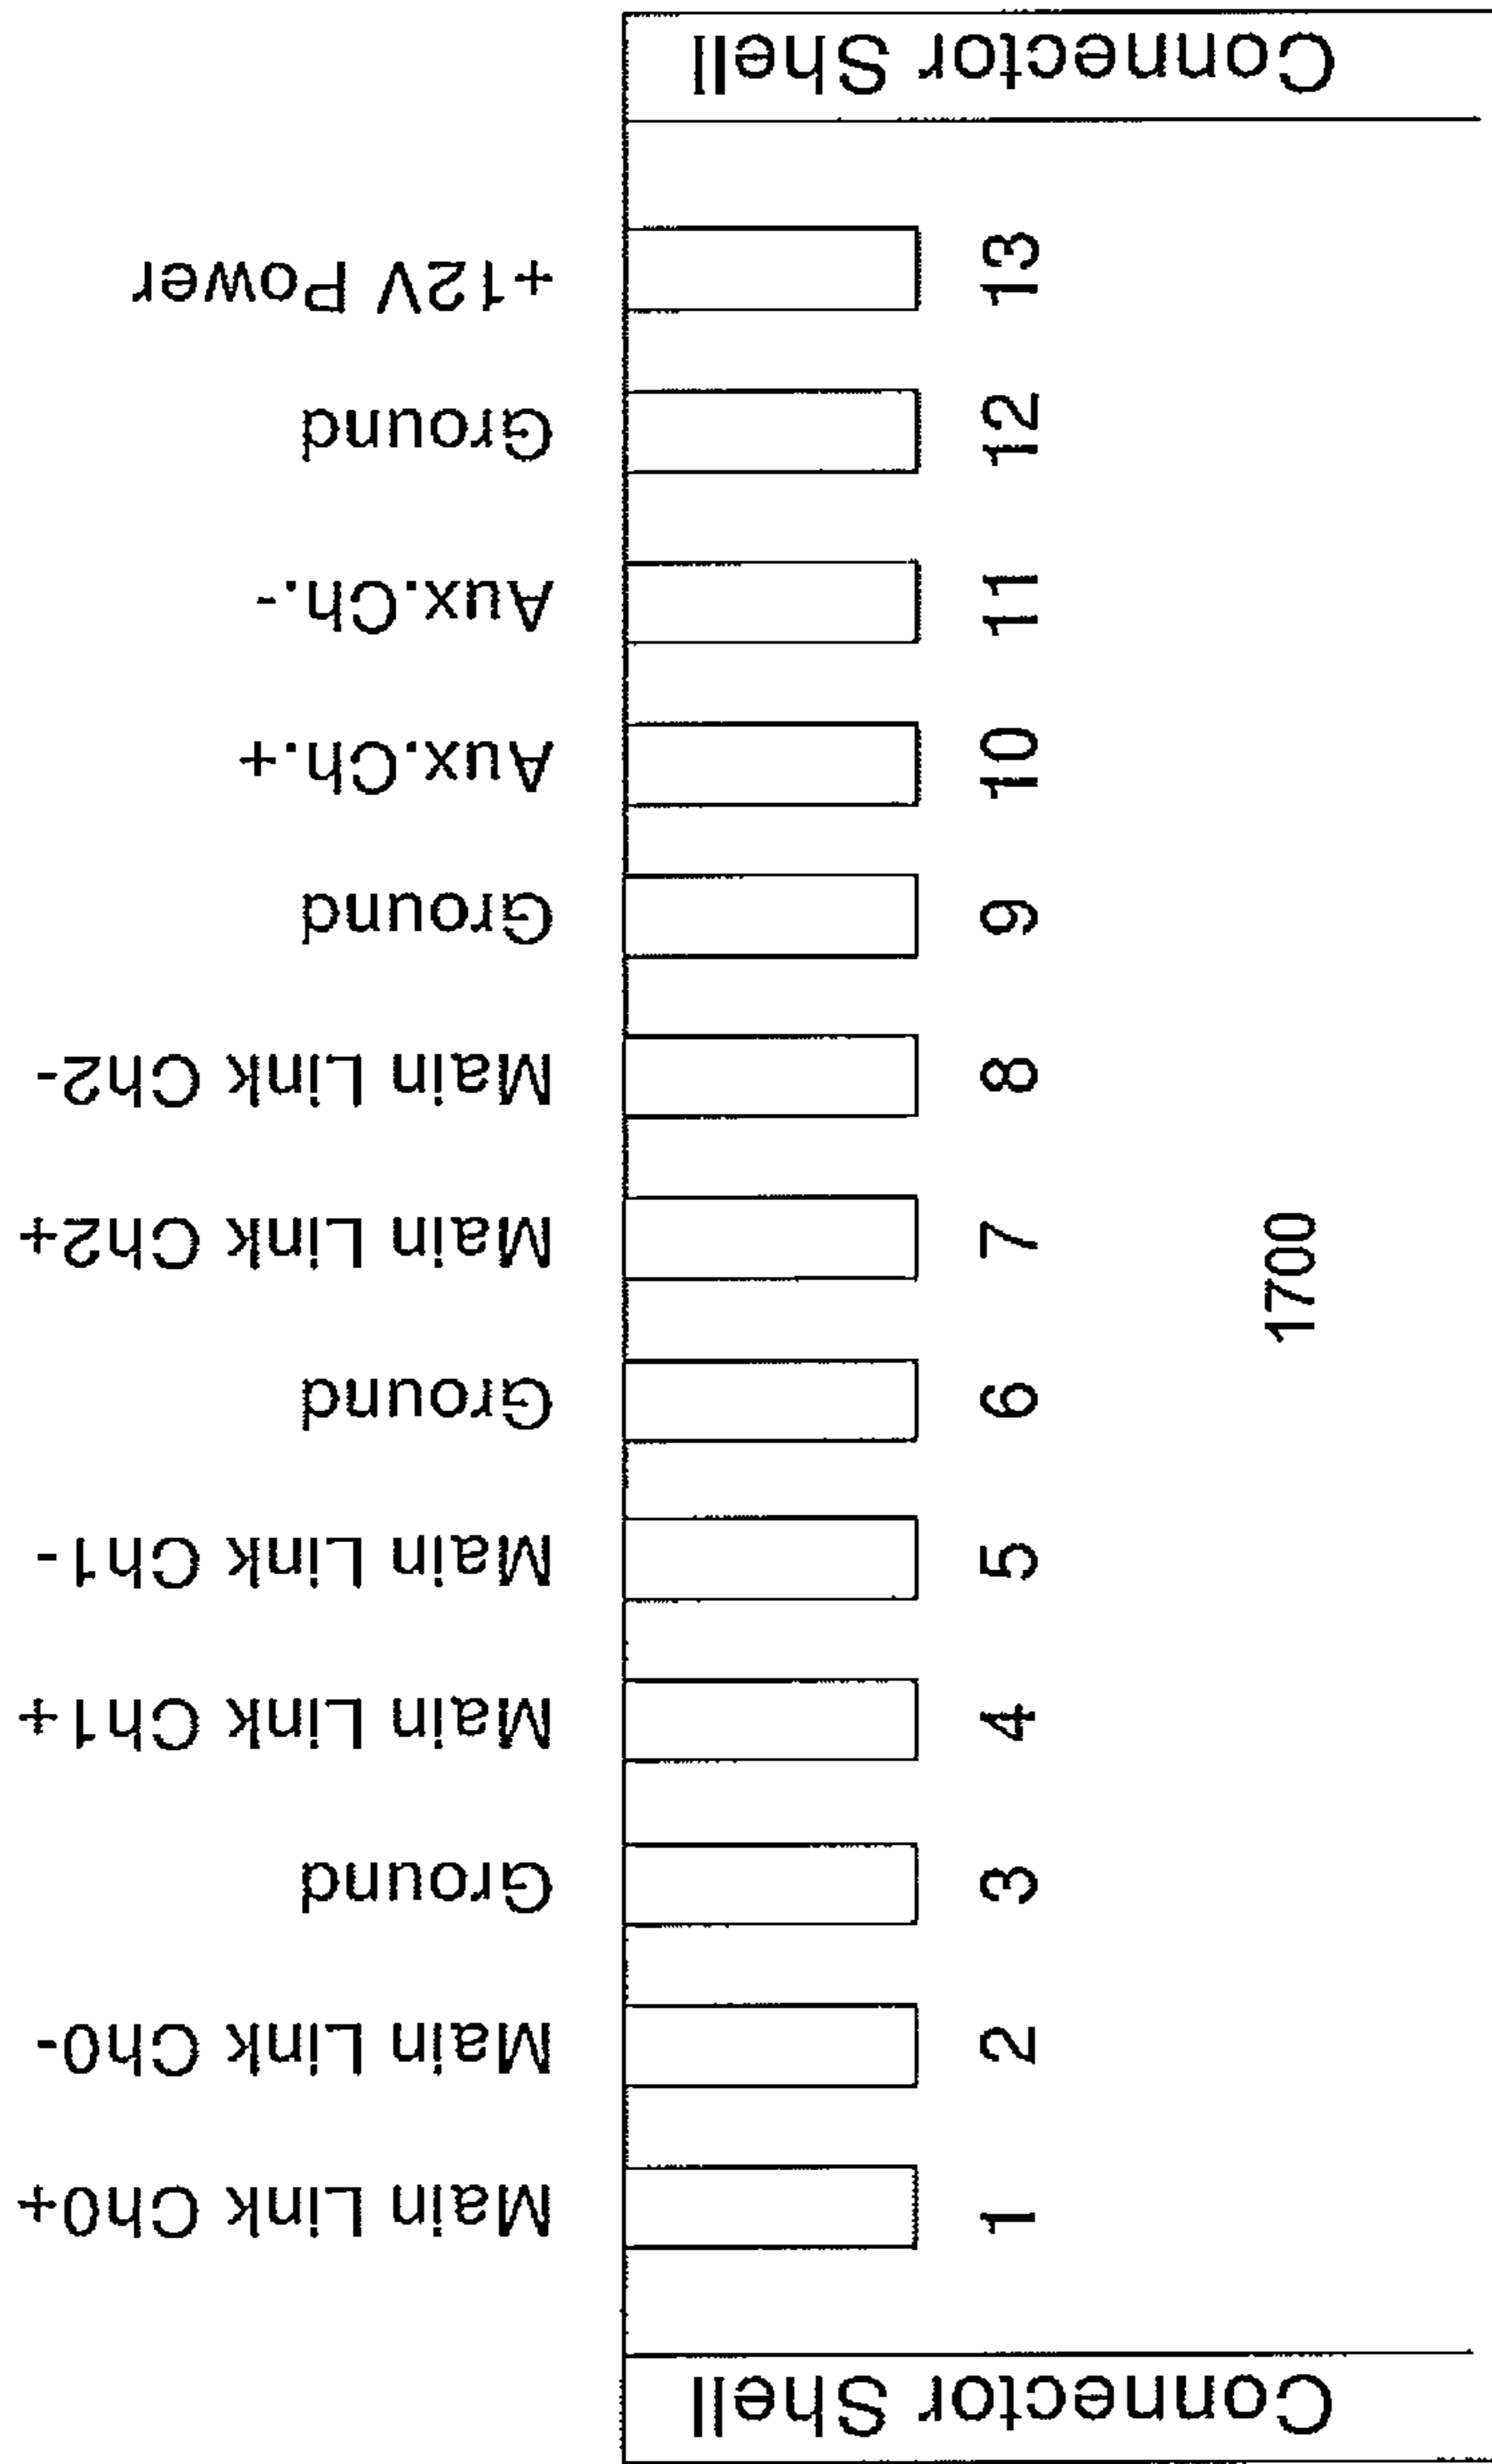 Connector Shell
Main Link Ch0+
1
Main Link Ch0-
2
Ground
3
Main Link Ch1+
4
Main Link Ch1-
5
Ground
6
Main Link Ch2+
7
Main Link Ch2-
8
Ground
9
Aux.Ch.+
10
Aux.Ch.-
11
Ground
12
+12V Power
13
Connector Shell
1700